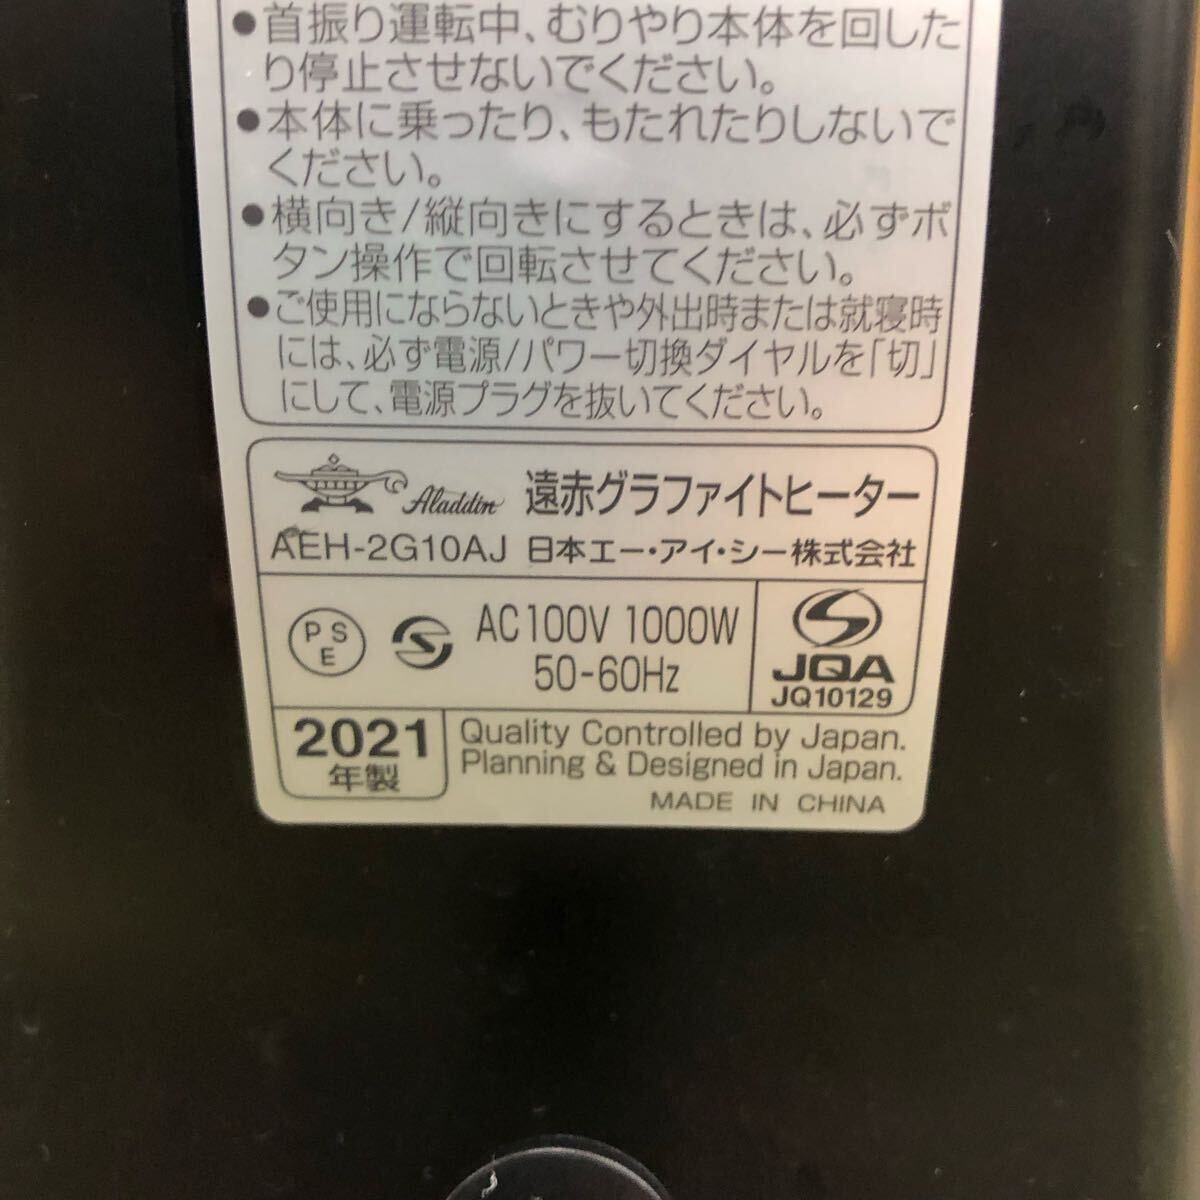 ●首振り運転中、むりやり本体を回した
り停止させないでください。
●本体に乗ったり、もたれたりしないで
ください。
●横向き/縦向きにするときは、必ずボ
タン操作で回転させてください。
●ご使用にならないときや外出時または就寝時
には、必ず電源/パワー切換ダイヤルを「切」
にして、電源プラグを抜いてください。
Aladdin 遠赤グラファイトヒーター
AEH-2G10AJ 日本エー・アイ・シー株式会社
PS
E
S
AC100V 1000W
50-60Hz
JQA
JQ10129
2021
年製
Quality Controlled by Japan.
Planning & Designed in Japan.
MADE IN CHINA